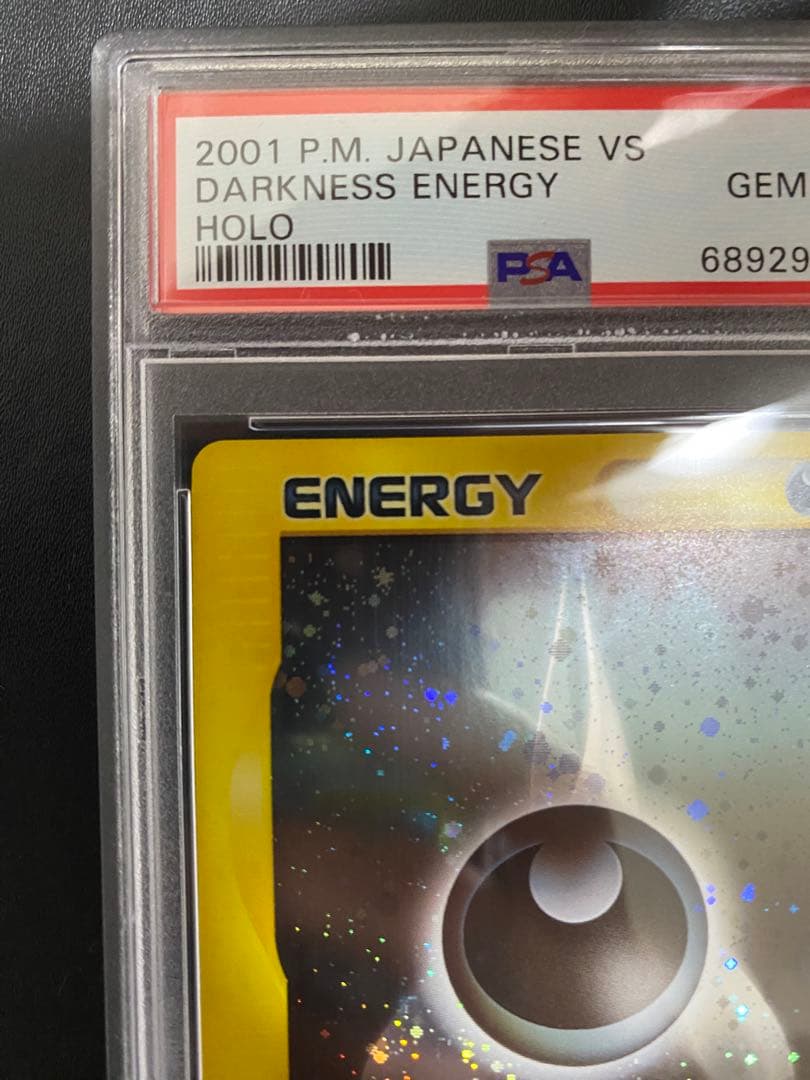 2001 P.M. JAPANESE VS
DARKNESS ENERGY GEM
HOLO
PSA 68929
ENERGY